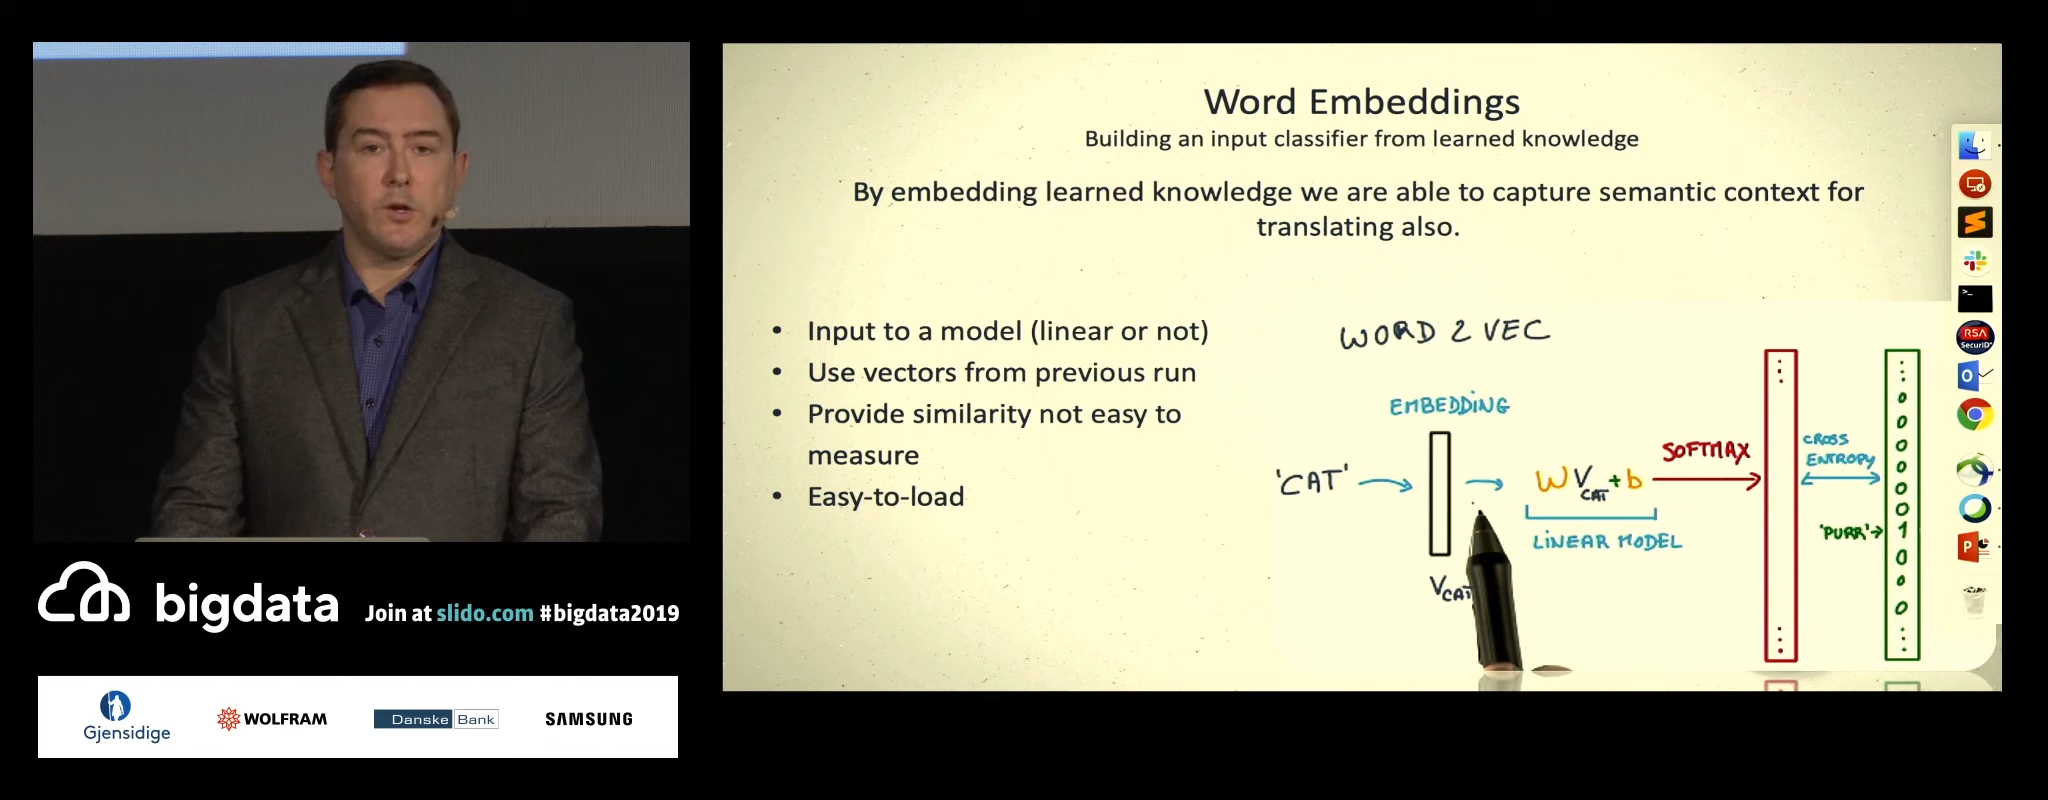 Word Embeddings
Building an input classifier from learned knowledge
By embedding learned knowledge we are able to capture semantic context for
translating also.
• Input to a model (linear or not)
• Use vectors from previous run
• Provide similarity not easy to
measure
• Easy-to-load
WORD 2 VEC
EMBEDDING
'CAT'
V CAT
W V CAT + b
LINEAR MODEL
SOFTMAX
CROSS
ENTROPY
'PURR'
⋮
⋮
⋮
0
0
0
0
0
0
1
0
0
0
⋮
>_
RSA
SecurID
O
P
bigdata
Join at slido.com #bigdata2019
Gjensidige
WOLFRAM
Danske Bank
SAMSUNG